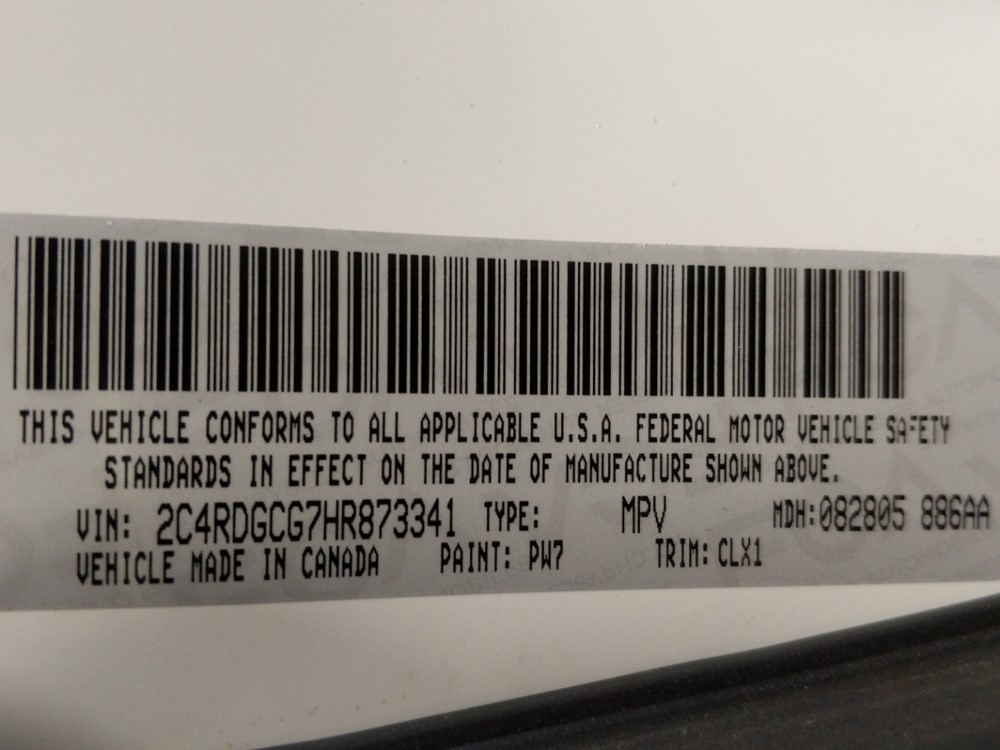 THIS VEHICLE CONFORMS TO ALL APPLICABLE U.S.A. FEDERAL MOTOR VEHICLE SAFETY
STANDARDS IN EFFECT ON THE DATE OF MANUFACTURE SHOWN ABOVE.
VIN: 2C4RDGCG7HR873341 TYPE: MPV MDH:082805 886AA
VEHICLE MADE IN CANADA PAINT: PW7 TRIM: CLX1